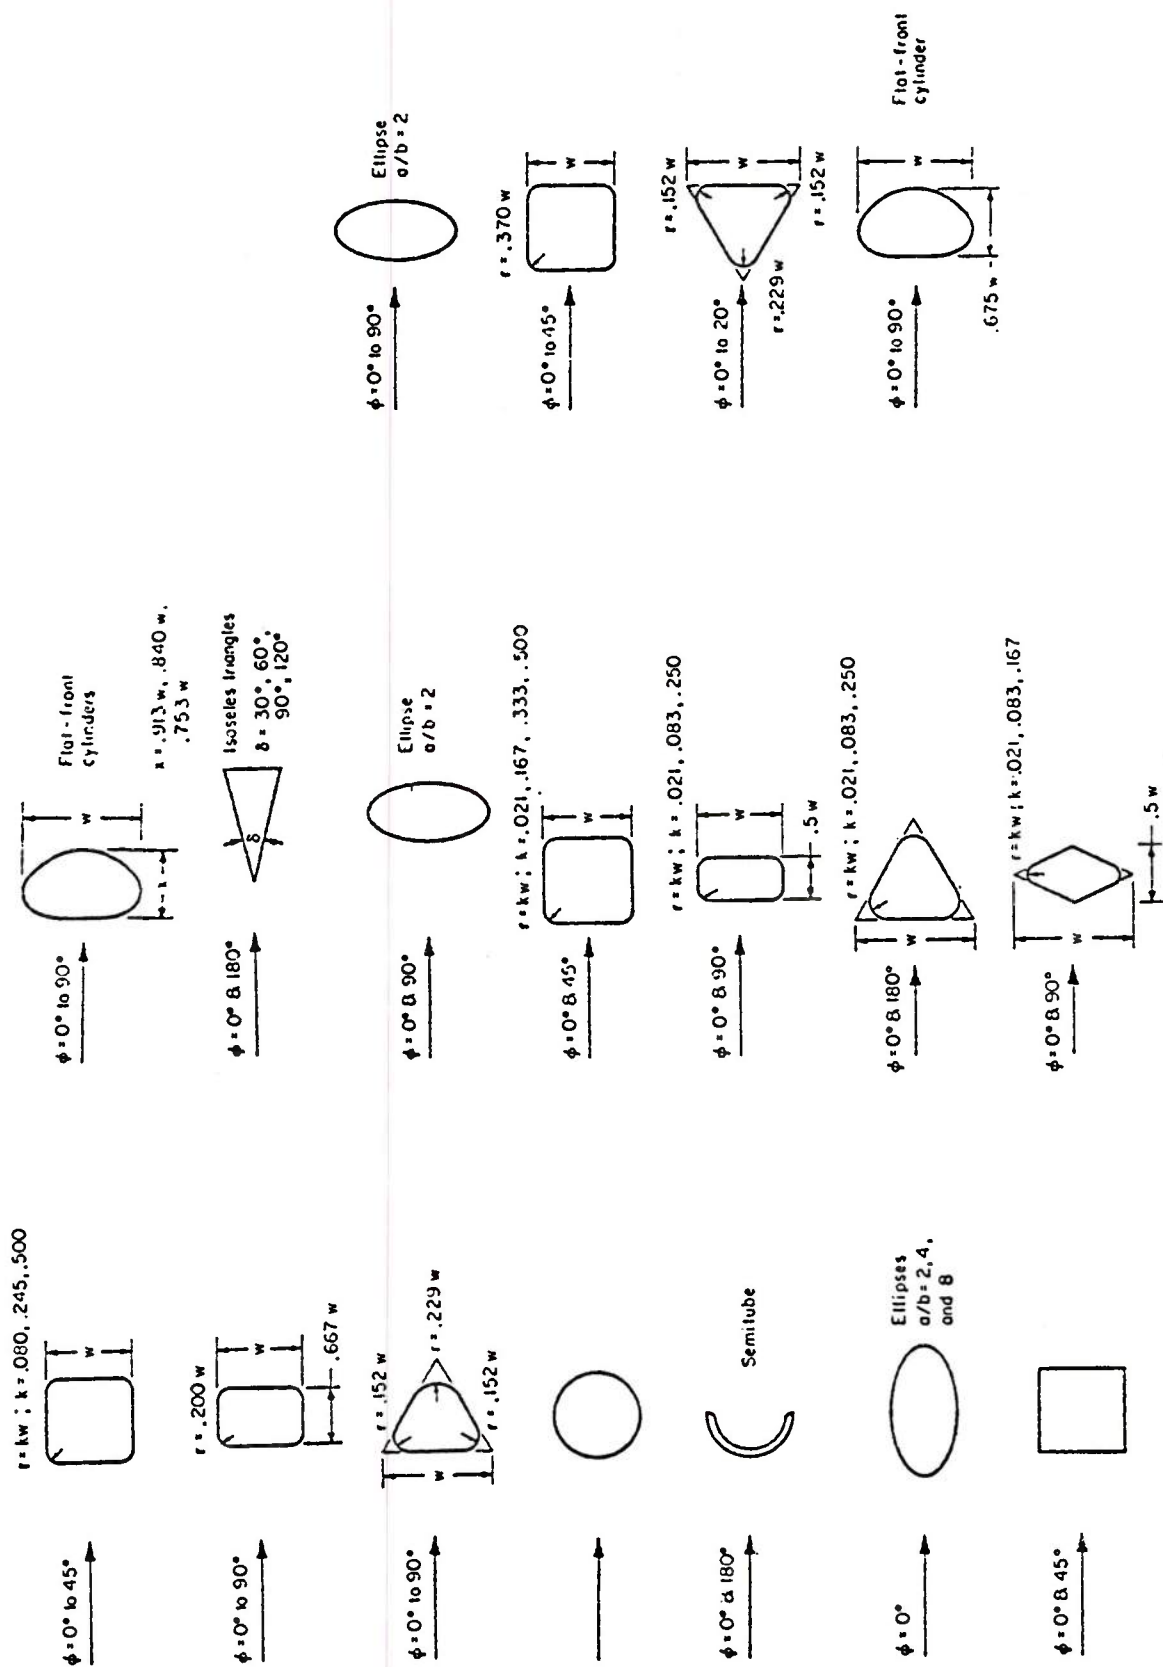 r = kw ; k = .080, .245, .500
w
φ = 0° to 45°
r = .200 w
w
.667 w
φ = 0° to 90°
r = .152 w
r = .229 w
w
r = .152 w
φ = 0° to 90°
Semitube
φ = 0° & 180°
Ellipses
a/b = 2, 4,
and 8
φ = 0°
φ = 0° & 45°
Flat-front
cylinders
w
x
x = .913 w, .840 w,
.753 w
φ = 0° to 90°
Isoseles triangles
δ = 30°, 60°,
90°, 120°
δ
φ = 0° & 180°
Ellipse
a/b = 2
φ = 0° & 90°
r = kw ; k = .021, .167, .333, .500
w
φ = 0° & 45°
r = kw ; k = .021, .083, .250
w
.5 w
φ = 0° & 90°
r = kw ; k = .021, .083, .250
w
φ = 0° & 180°
r = kw ; k = .021, .083, .167
w
.5 w
φ = 0° & 90°
Ellipse
a/b = 2
φ = 0° to 90°
r = .370 w
w
φ = 0° to 45°
r = .152 w
w
r = .152 w
r = .229 w
φ = 0° to 20°
Flat-front
cylinder
w
.675 w
φ = 0° to 90°